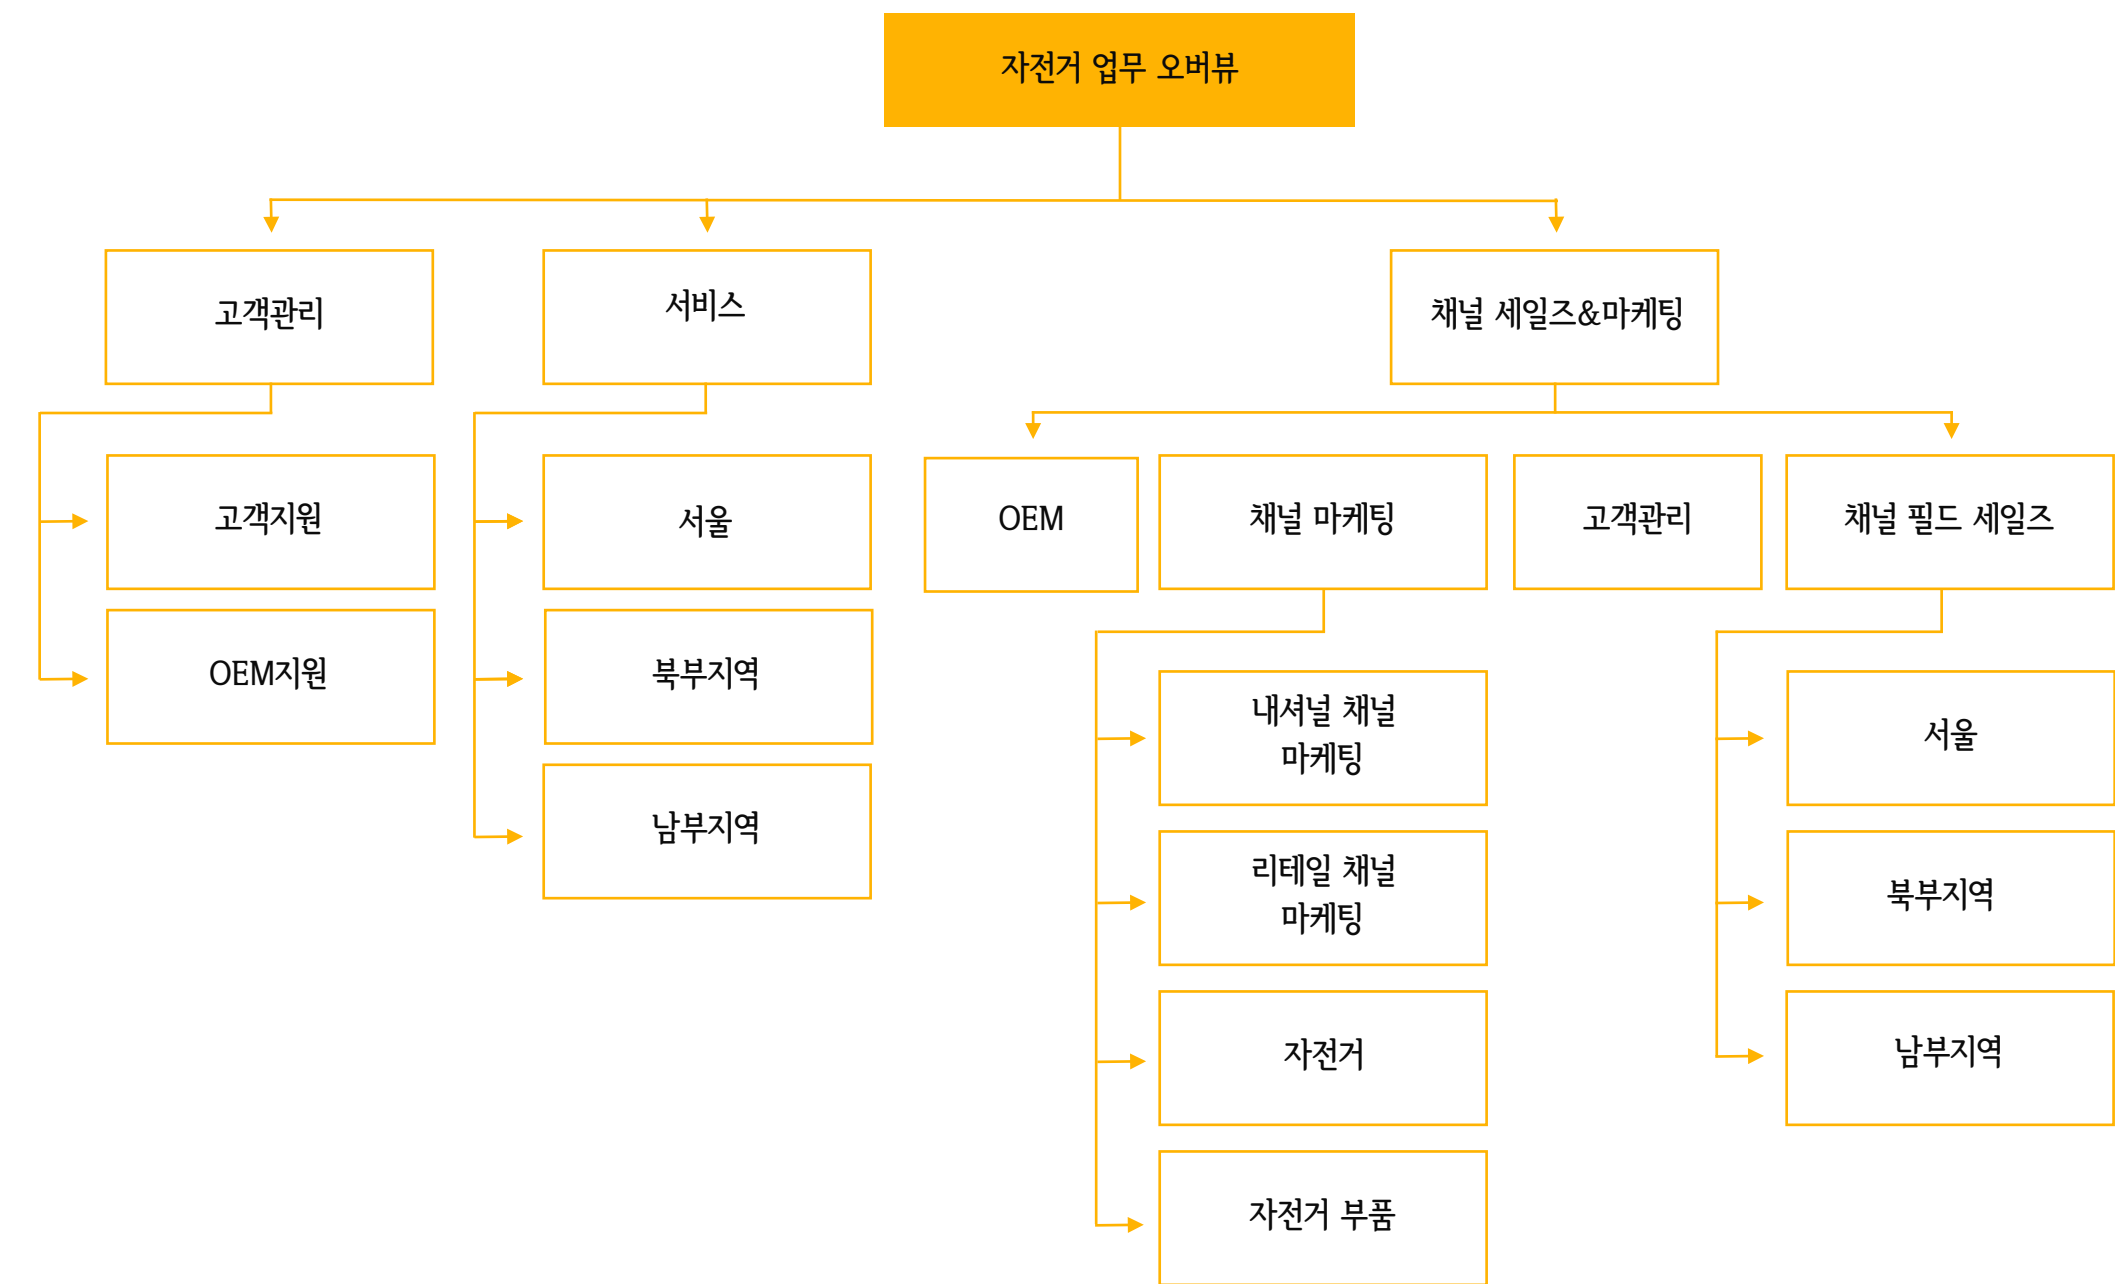 자전거 업무 오버뷰
고객관리
서비스
채널 세일즈&마케팅
고객지원
서울
OEM
채널 마케팅
고객관리
채널 필드 세일즈
OEM지원
북부지역
내셔널 채널
마케팅
서울
남부지역
리테일 채널
마케팅
북부지역
자전거
남부지역
자전거 부품